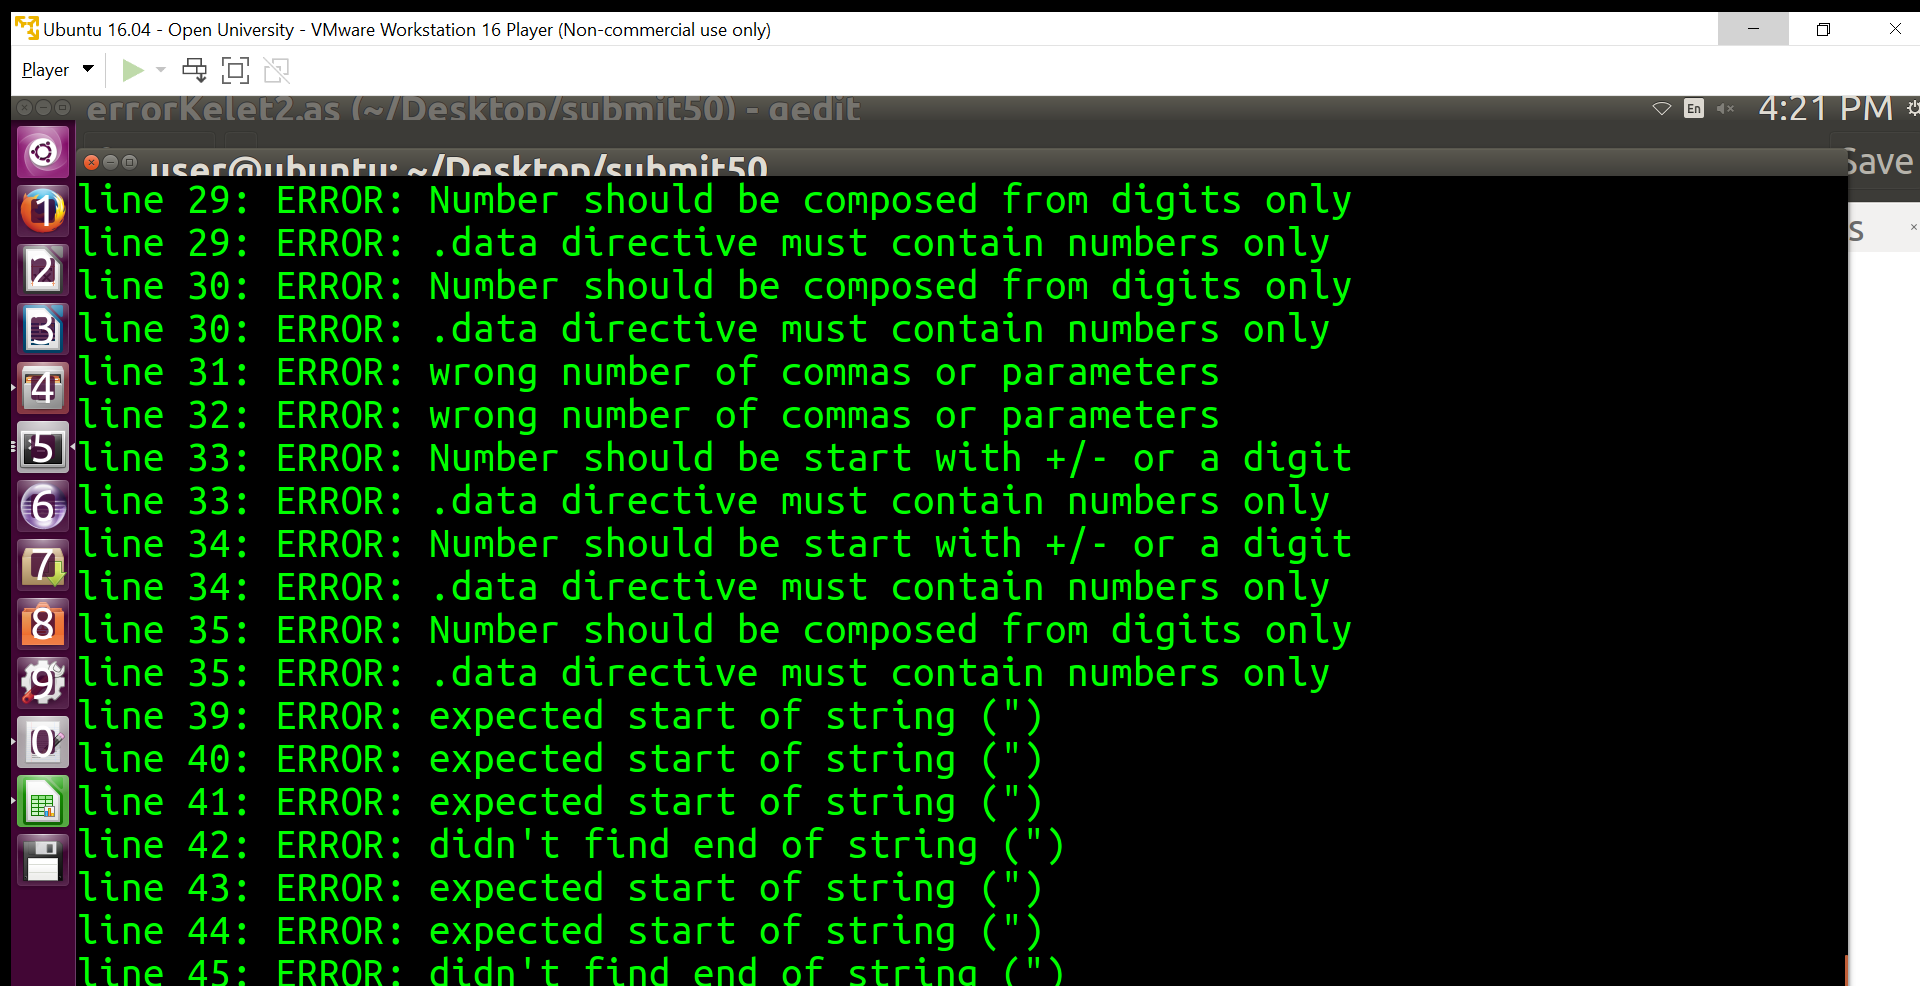 Ubuntu 16.04 - Open University - VMware Workstation 16 Player (Non-commercial use only)
Player
errorKelet2.as (~/Desktop/submit50) - gedit
En
4:21 PM
user@ubuntu: ~/Desktop/submit50
Save
s
line 29: ERROR: Number should be composed from digits only
line 29: ERROR: .data directive must contain numbers only
line 30: ERROR: Number should be composed from digits only
line 30: ERROR: .data directive must contain numbers only
line 31: ERROR: wrong number of commas or parameters
line 32: ERROR: wrong number of commas or parameters
line 33: ERROR: Number should be start with +/- or a digit
line 33: ERROR: .data directive must contain numbers only
line 34: ERROR: Number should be start with +/- or a digit
line 34: ERROR: .data directive must contain numbers only
line 35: ERROR: Number should be composed from digits only
line 35: ERROR: .data directive must contain numbers only
line 39: ERROR: expected start of string (")
line 40: ERROR: expected start of string (")
line 41: ERROR: expected start of string (")
line 42: ERROR: didn't find end of string (")
line 43: ERROR: expected start of string (")
line 44: ERROR: expected start of string (")
line 45: ERROR: didn't find end of string (")
1
2
3
4
5
6
7
8
9
0